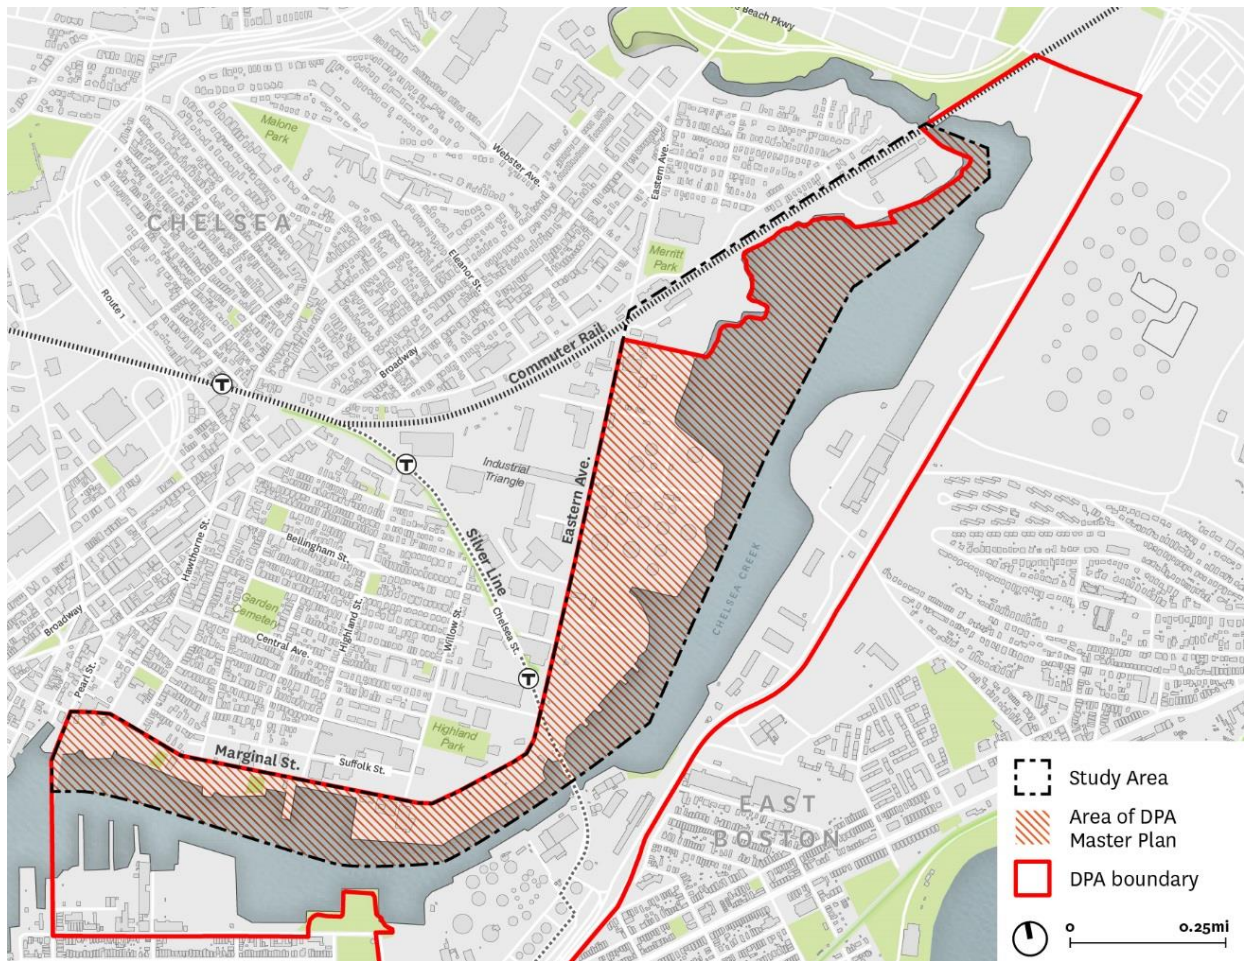 Beach Pkwy
Malone
Park
Webster Ave.
Eastern Ave.
CHELSEA
Eleanor St.
Merritt
Park
Route 1
Broadway
Commuter Rail
T
T
Industrial
Triangle
Eastern Ave.
Hawthorne St.
Bellingham St.
Silver Line
Garden
Cemetery
Highland St.
Willow St.
Chelsea St.
CHELSEA CREEK
Broadway
Central Ave.
Pearl St.
T
Highland
Park
Marginal St.
Suffolk St.
EAST
BOSTON
Study Area
Area of DPA
Master Plan
DPA boundary
0 0.25mi